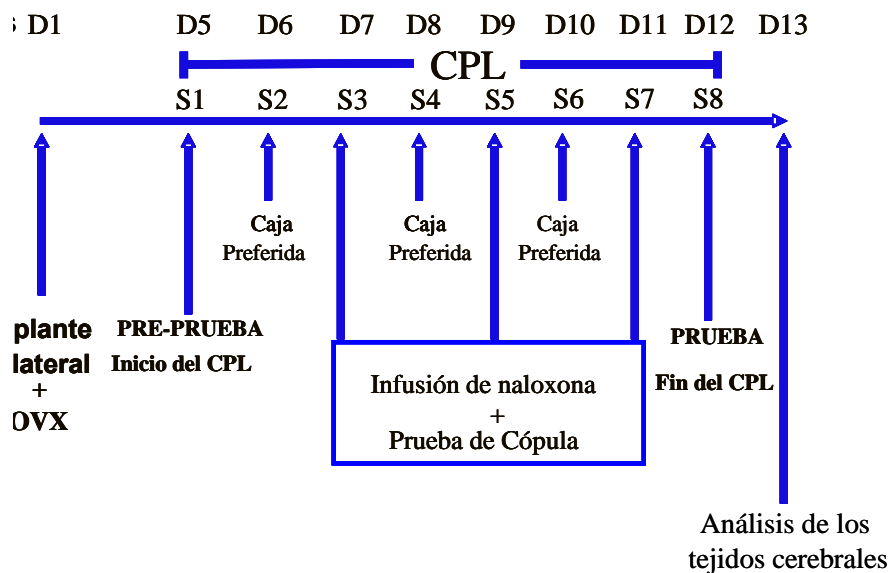 D1 D5 D6 D7 D8 D9 D10 D11 D12 D13
CPL
S1 S2 S3 S4 S5 S6 S7 S8
Caja Caja Caja
Preferida Preferida Preferida
plante PRE-PRUEBA PRUEBA
lateral Inicio del CPL Fin del CPL
+
OVX
Infusión de naloxona
+
Prueba de Cópula
Análisis de los
tejidos cerebrales